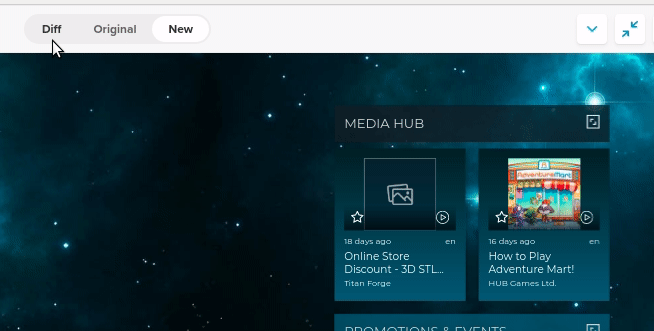 Diff Original New
MEDIA HUB
AdventureMart
18 days ago en
Online Store
Discount - 3D STL...
Titan Forge
16 days ago en
How to Play
Adventure Mart!
HUB Games Ltd.
PROMOTIONS & EVENTS